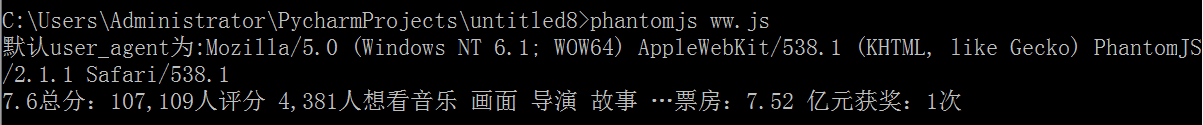 C:\Users\Administrator\PycharmProjects\untitled8>phantomjs ww.js
默认user_agent为:Mozilla/5.0 (Windows NT 6.1; WOW64) AppleWebKit/538.1 (KHTML, like Gecko) PhantomJS
/2.1.1 Safari/538.1
7.6总分：107,109人评分 4,381人想看音乐 画面 导演 故事 …票房：7.52 亿元获奖：1次